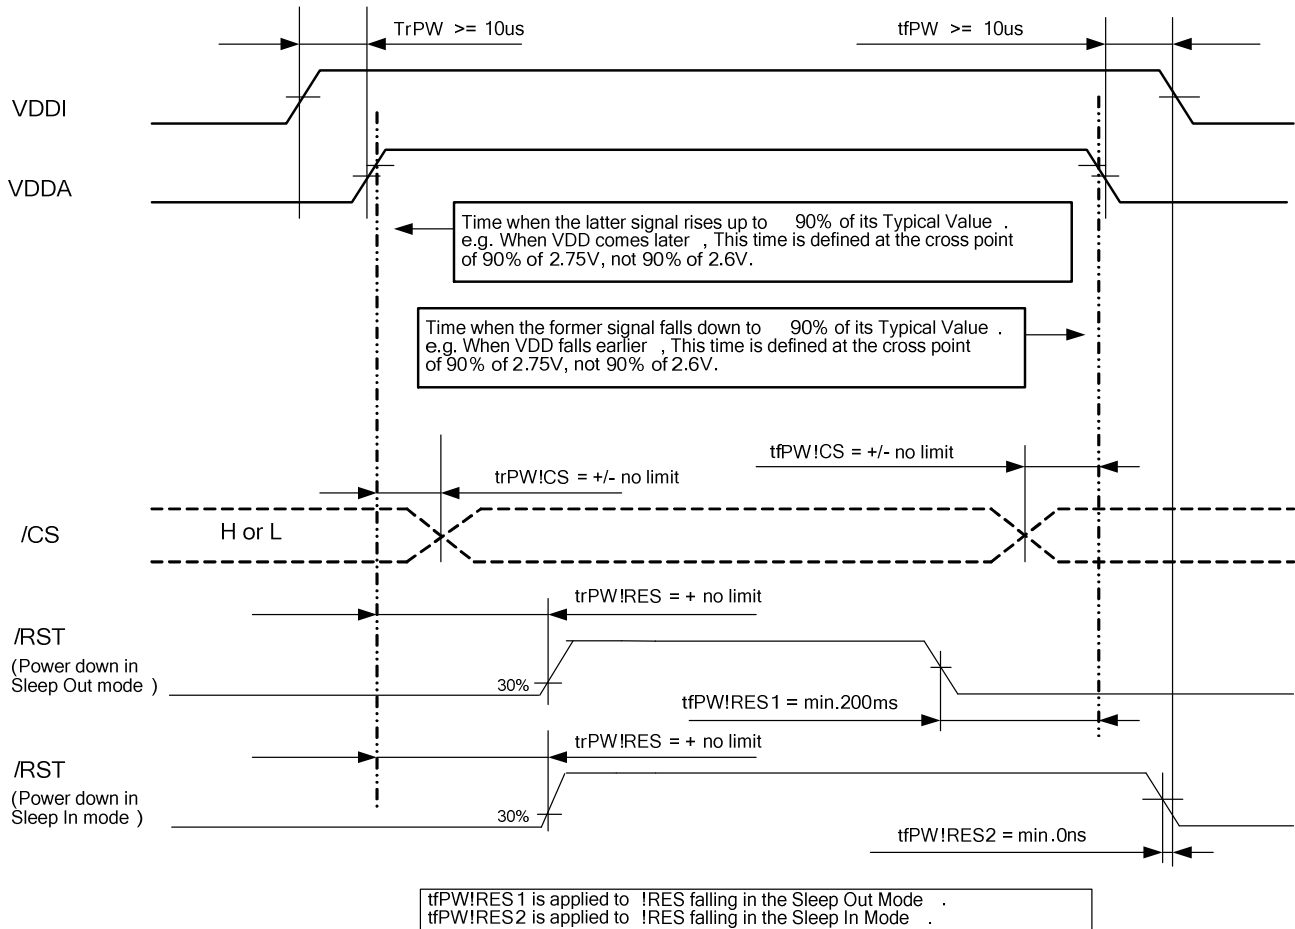 TrPW >= 10us
tfPW >= 10us
VDDI
VDDA
Time when the latter signal rises up to 90% of its Typical Value .
e.g. When VDD comes later , This time is defined at the cross point
of 90% of 2.75V, not 90% of 2.6V.
Time when the former signal falls down to 90% of its Typical Value .
e.g. When VDD falls earlier , This time is defined at the cross point
of 90% of 2.75V, not 90% of 2.6V.
tfPW!CS = +/- no limit
trPW!CS = +/- no limit
/CS
H or L
trPW!RES = + no limit
/RST
(Power down in
Sleep Out mode )
30%
tfPW!RES1 = min.200ms
trPW!RES = + no limit
/RST
(Power down in
Sleep In mode )
30%
tfPW!RES2 = min.0ns
tfPW!RES1 is applied to !RES falling in the Sleep Out Mode .
tfPW!RES2 is applied to !RES falling in the Sleep In Mode .